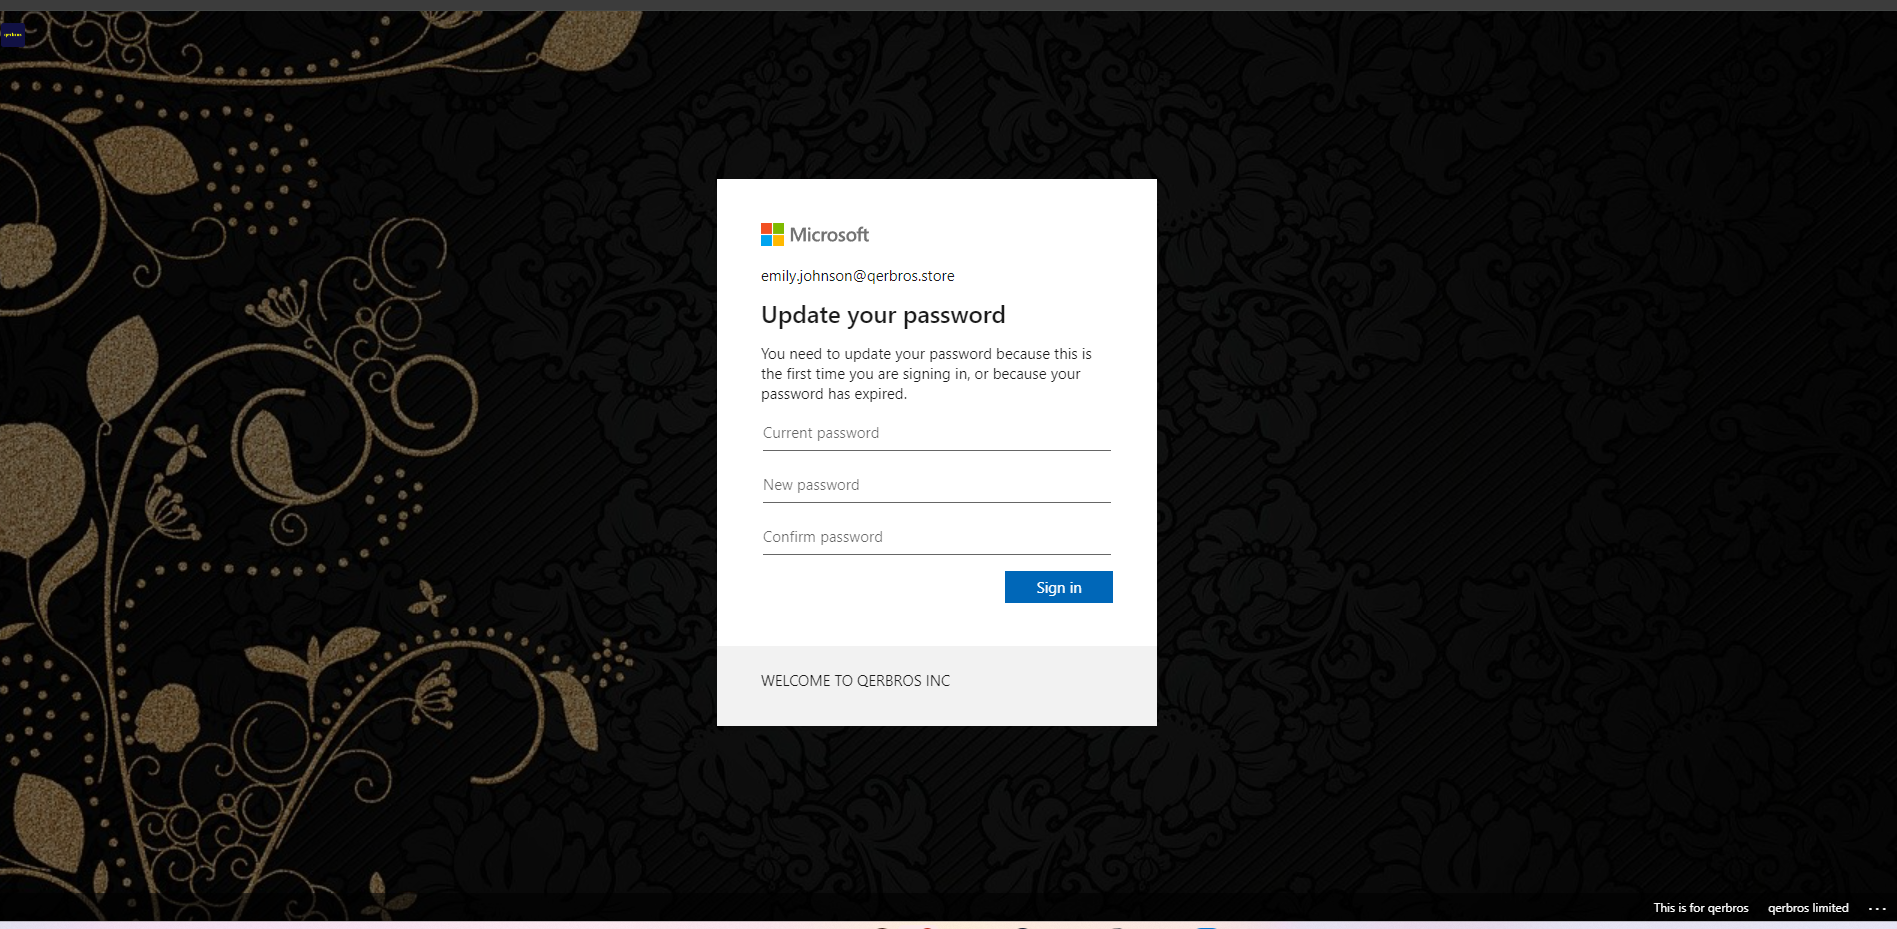 qerbros
Microsoft
emily.johnson@qerbros.store
Update your password
You need to update your password because this is
the first time you are signing in, or because your
password has expired.
Current password
New password
Confirm password
Sign in
WELCOME TO QERBROS INC
This is for qerbros qerbros limited ...